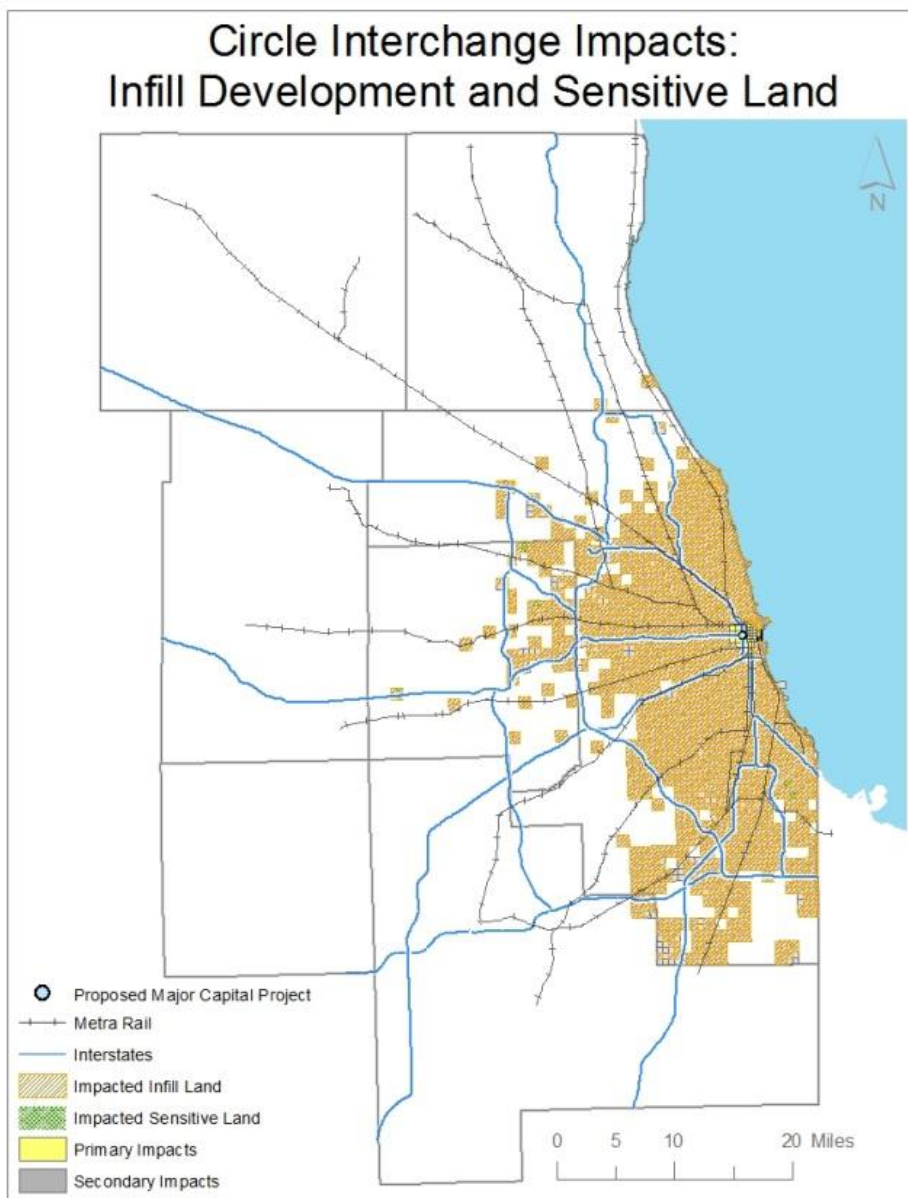 Circle Interchange Impacts:
Infill Development and Sensitive Land
N
Proposed Major Capital Project
Metra Rail
Interstates
Impacted Infill Land
Impacted Sensitive Land
Primary Impacts
Secondary Impacts
0 5 10 20 Miles